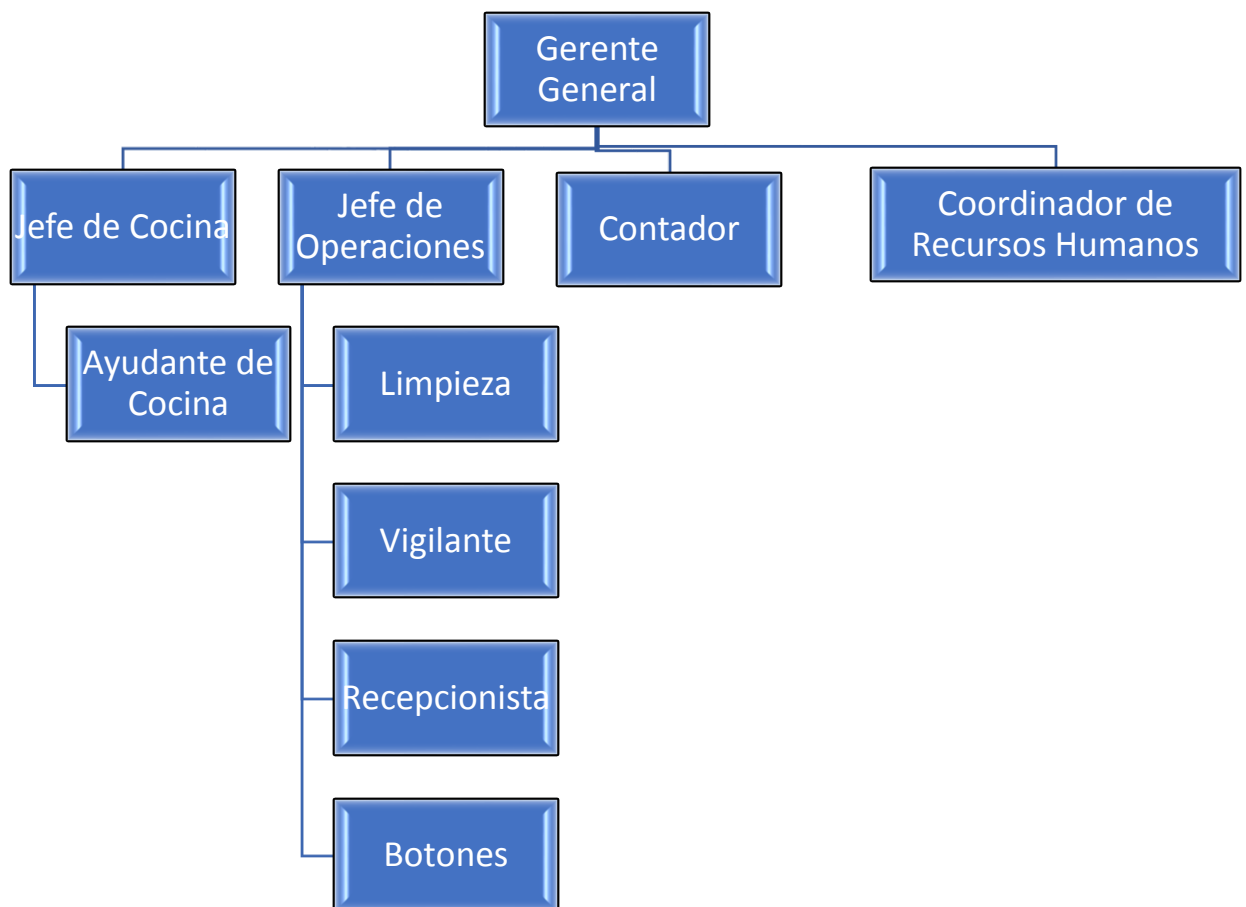 Gerente
General
Jefe de Cocina
Jefe de
Operaciones
Contador
Coordinador de
Recursos Humanos
Ayudante de
Cocina
Limpieza
Vigilante
Recepcionista
Botones